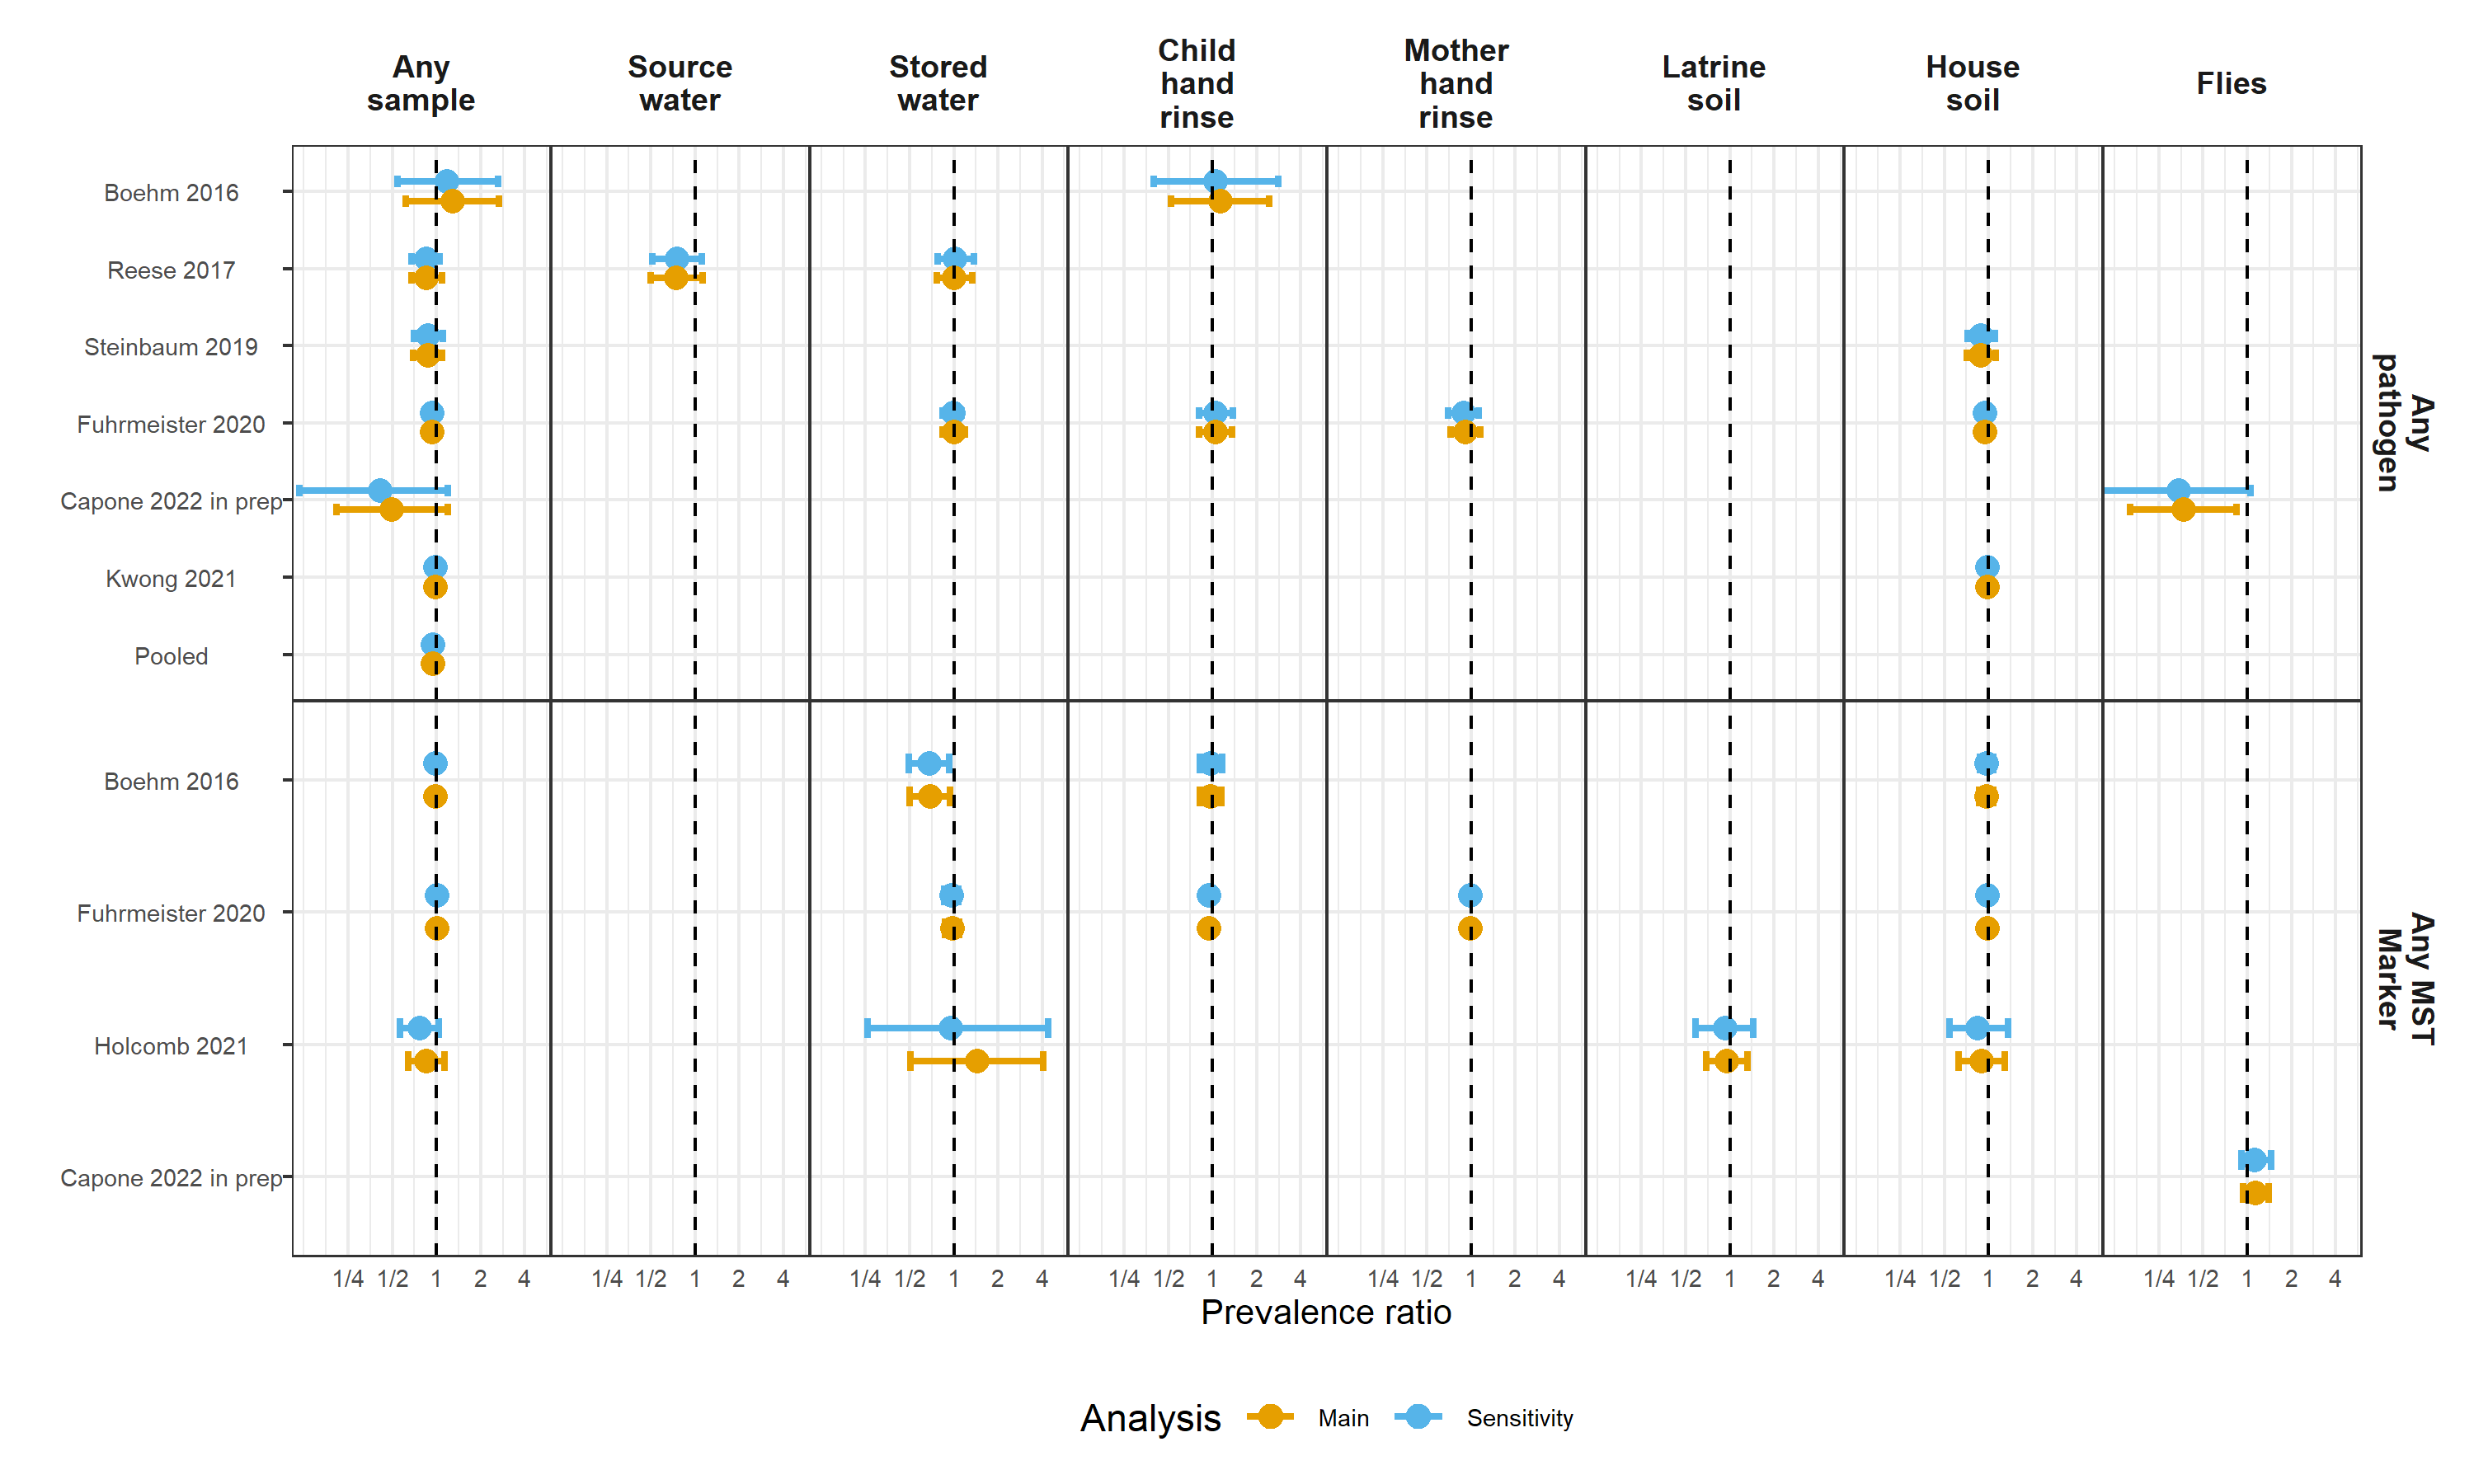 Any
sample
Source
water
Stored
water
Child
hand
rinse
Mother
hand
rinse
Latrine
soil
House
soil
Flies
Boehm 2016
Reese 2017
Steinbaum 2019
Fuhrmeister 2020
Capone 2022 in prep
Kwong 2021
Pooled
Any
pathogen
Boehm 2016
Fuhrmeister 2020
Holcomb 2021
Capone 2022 in prep
Any MST
Marker
1/4 1/2 1 2 4 1/4 1/2 1 2 4 1/4 1/2 1 2 4 1/4 1/2 1 2 4 1/4 1/2 1 2 4 1/4 1/2 1 2 4 1/4 1/2 1 2 4 1/4 1/2 1 2 4
Prevalence ratio
Analysis Main Sensitivity